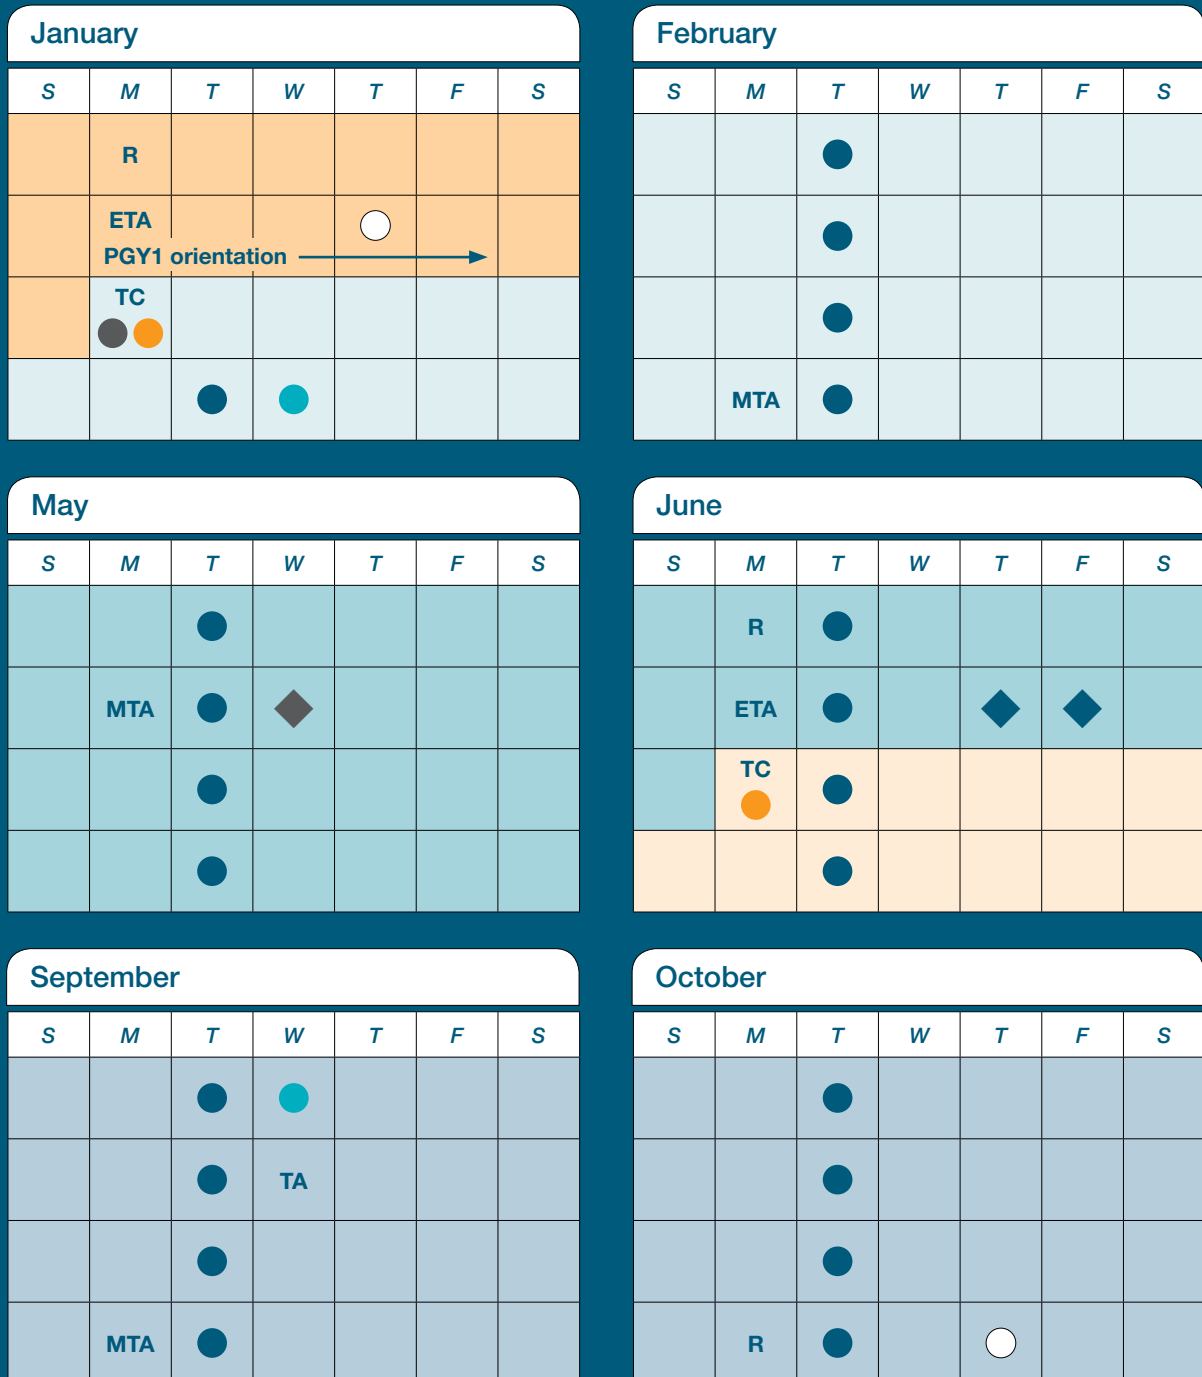 January
S M T W T F S
R
ETA
PGY1 orientation
TC
February
S M T W T F S
MTA
May
S M T W T F S
MTA
June
S M T W T F S
R
ETA
TC
September
S M T W T F S
TA
MTA
October
S M T W T F S
R